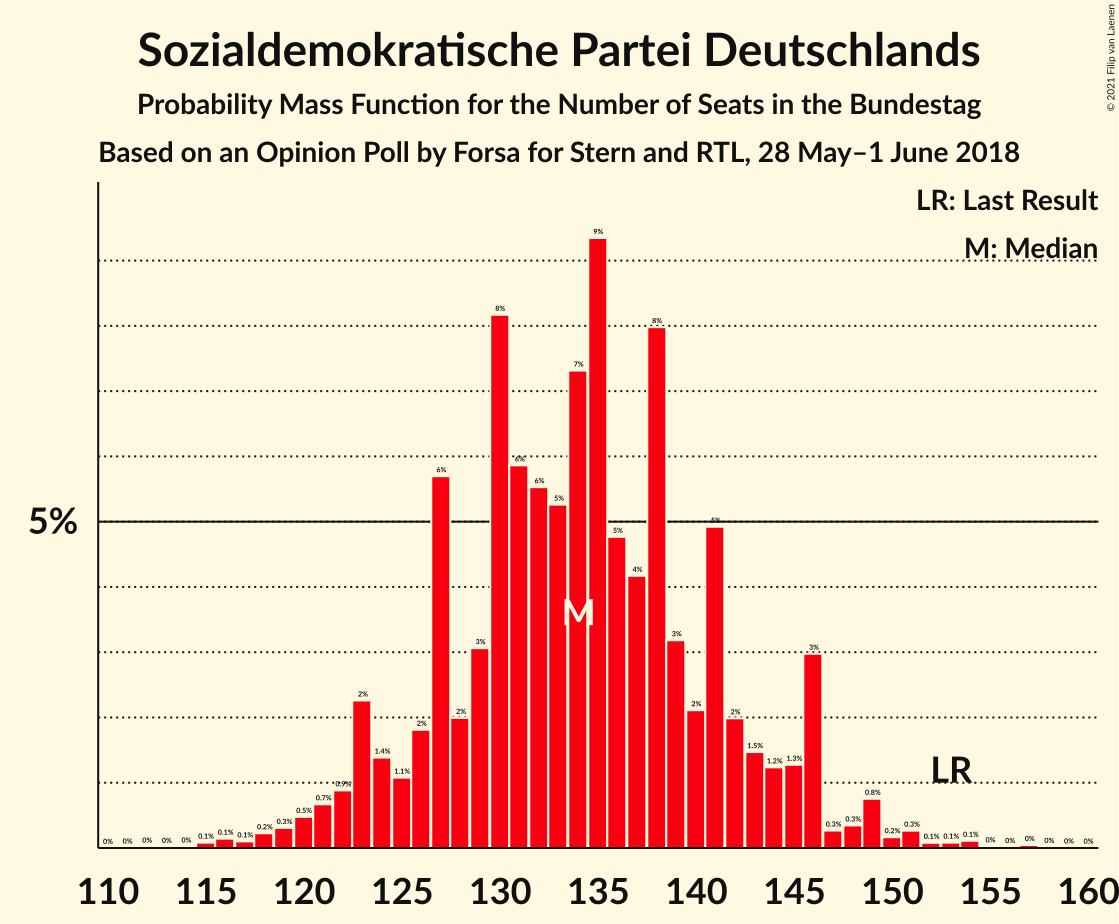 Sozialdemokratische Partei Deutschlands
Probability Mass Function for the Number of Seats in the Bundestag
Based on an Opinion Poll by Forsa for Stern and RTL, 28 May–1 June 2018
© 2021 Filip van Laenen
LR: Last Result
M: Median
5%
0% 0% 0% 0% 0% 0.1% 0.1% 0.1% 0.2% 0.3% 0.5% 0.7% 0.9% 2% 1.4% 1.1% 2% 6% 2% 3% 8% 6% 6% 5% 7% 9% 5% 4% 8% 3% 2% 5% 2% 1.5% 1.2% 1.3% 3% 0.3% 0.3% 0.8% 0.2% 0.3% 0.1% 0.1% 0.1% 0% 0% 0% 0% 0% 0%
M
LR
110 115 120 125 130 135 140 145 150 155 160